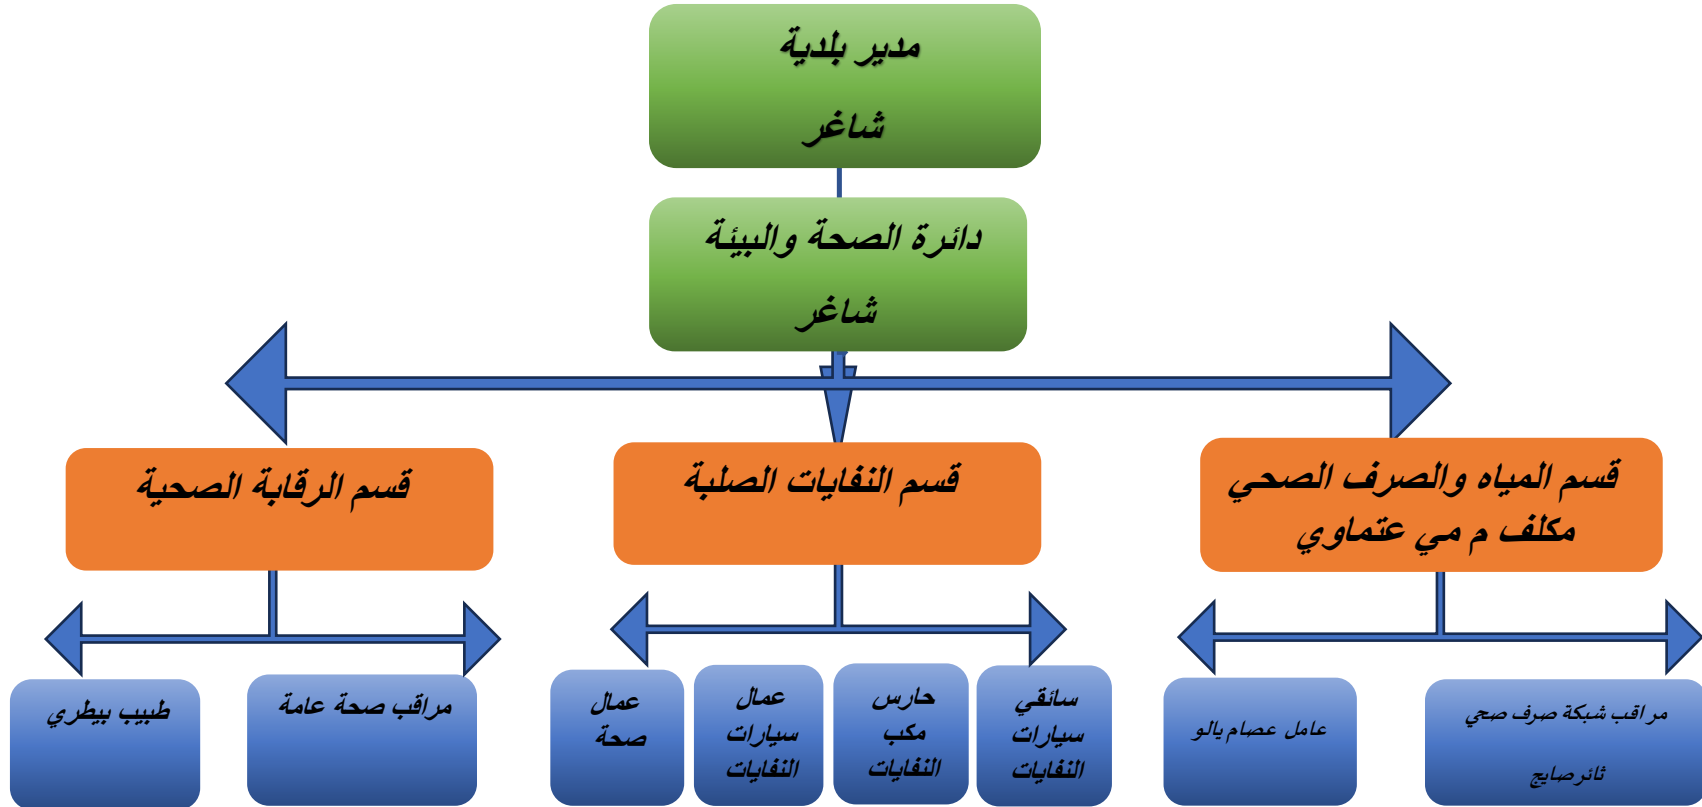 مدير بلدية
شاغر
دائرة الصحة والبيئة
شاغر
قسم المياه والصرف الصحي
مكلف م مي عتماوي
قسم النفايات الصلبة
قسم الرقابة الصحية
مراقب شبكة صرف صحي
ثائر صايج
عامل عصام يالو
سائقي
سيارات
النفايات
حارس
مكب
النفايات
عمال
سيارات
النفايات
عمال
صحة
مراقب صحة عامة
طبيب بيطري